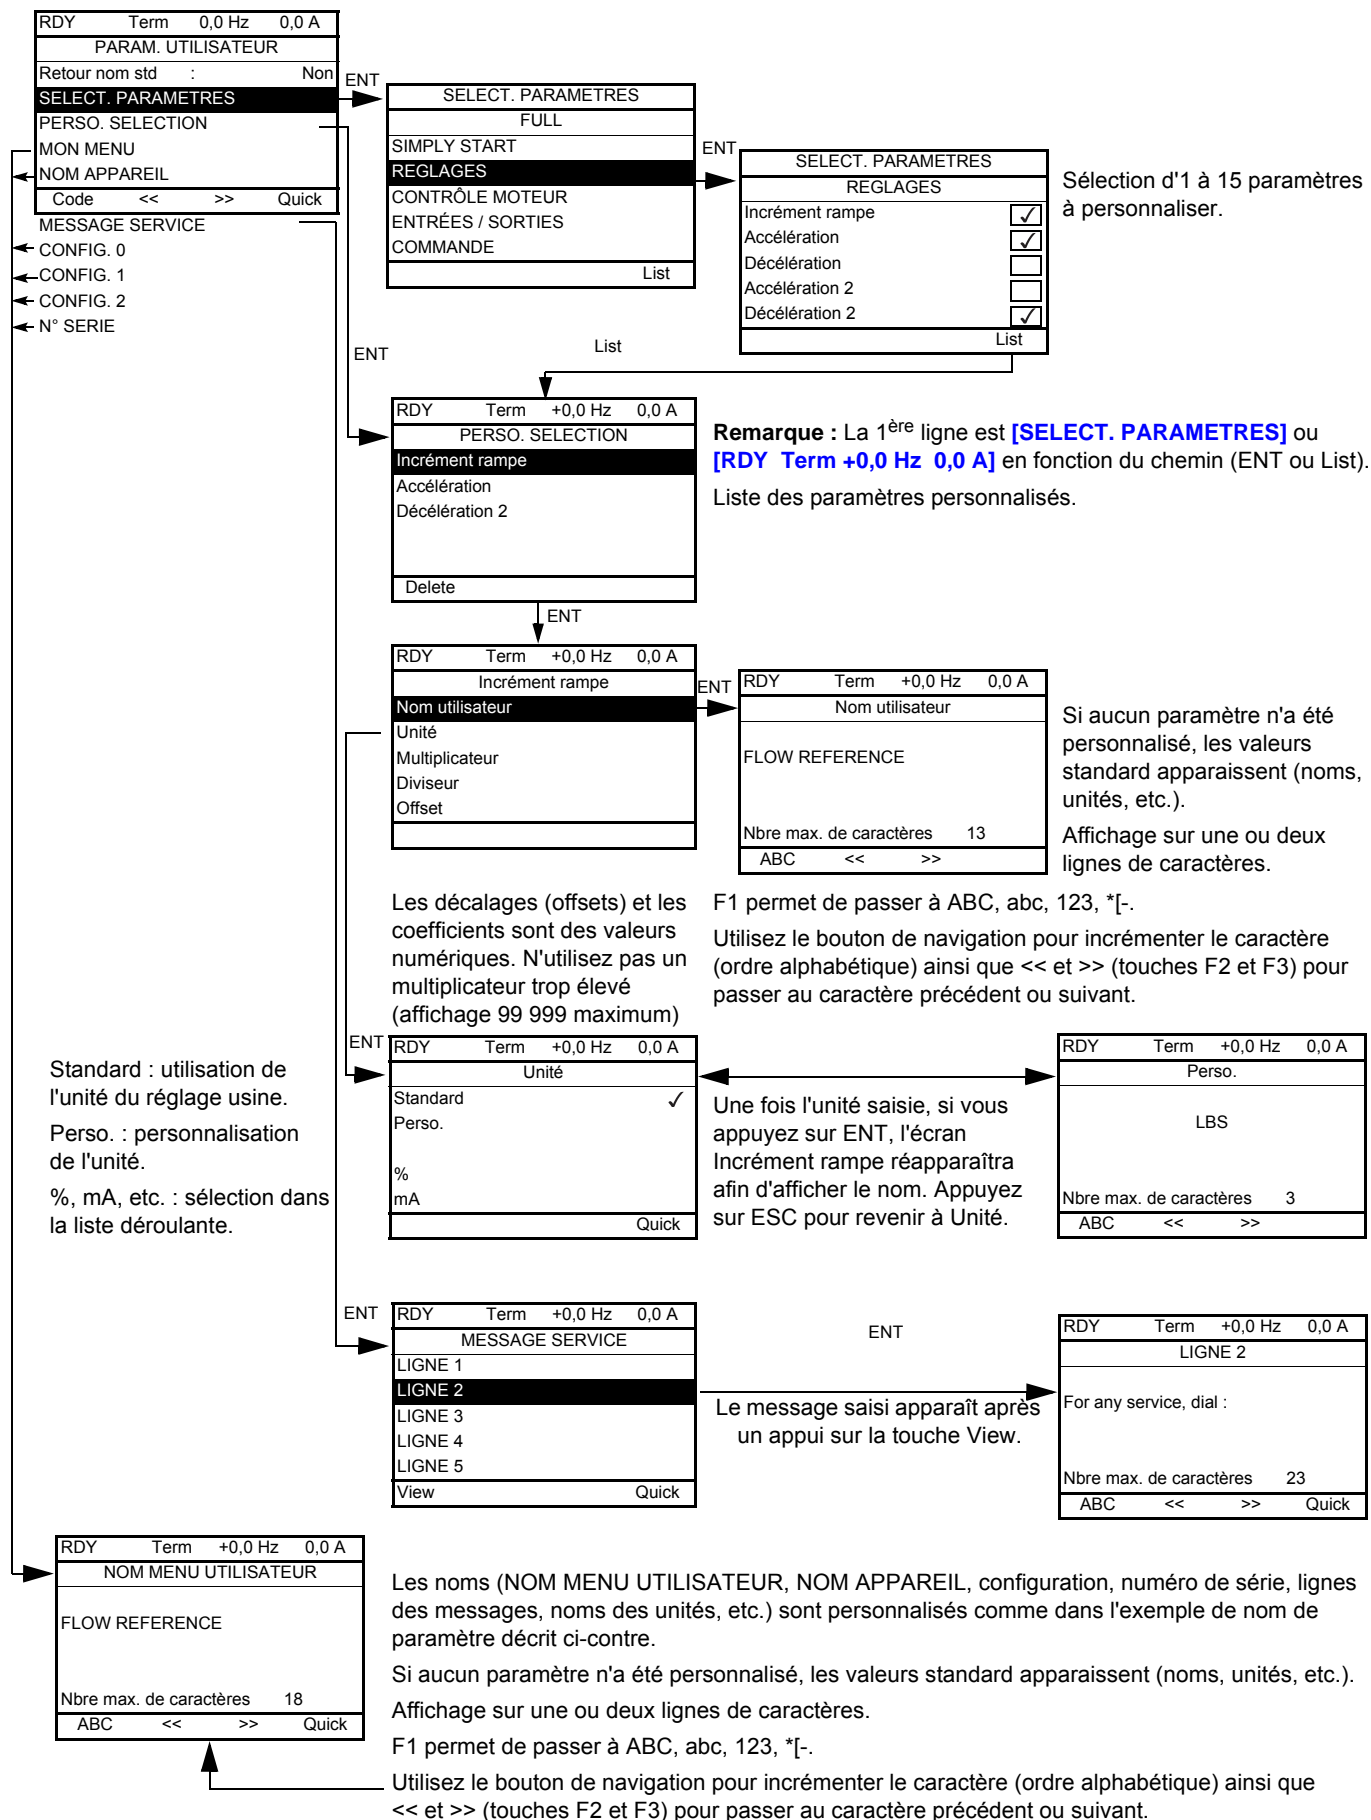 RDY Term 0,0 Hz 0,0 A
PARAM. UTILISATEUR
Retour nom std : Non
SELECT. PARAMETRES
PERSO. SELECTION
MON MENU
NOM APPAREIL
Code << >> Quick
MESSAGE SERVICE
CONFIG. 0
CONFIG. 1
CONFIG. 2
N° SERIE
ENT
SELECT. PARAMETRES
FULL
SIMPLY START
REGLAGES
CONTRÔLE MOTEUR
ENTRÉES / SORTIES
COMMANDE
List
ENT
SELECT. PARAMETRES
REGLAGES
Incrément rampe ✓
Accélération ✓
Décélération
Accélération 2
Décélération 2 ✓
List
Sélection d'1 à 15 paramètres
à personnaliser.
ENT
List
RDY Term +0,0 Hz 0,0 A
PERSO. SELECTION
Incrément rampe
Accélération
Décélération 2
Delete
Remarque : La 1ère ligne est [SELECT. PARAMETRES] ou
[RDY Term +0,0 Hz 0,0 A] en fonction du chemin (ENT ou List).
Liste des paramètres personnalisés.
ENT
RDY Term +0,0 Hz 0,0 A
Incrément rampe
Nom utilisateur
Unité
Multiplicateur
Diviseur
Offset
ENT
RDY Term +0,0 Hz 0,0 A
Nom utilisateur
FLOW REFERENCE
Nbre max. de caractères 13
ABC << >>
Si aucun paramètre n'a été
personnalisé, les valeurs
standard apparaissent (noms,
unités, etc.).
Affichage sur une ou deux
lignes de caractères.
Les décalages (offsets) et les
coefficients sont des valeurs
numériques. N'utilisez pas un
multiplicateur trop élevé
(affichage 99 999 maximum)
F1 permet de passer à ABC, abc, 123, *[-.
Utilisez le bouton de navigation pour incrémenter le caractère
(ordre alphabétique) ainsi que << et >> (touches F2 et F3) pour
passer au caractère précédent ou suivant.
Standard : utilisation de
l'unité du réglage usine.
Perso. : personnalisation
de l'unité.
%, mA, etc. : sélection dans
la liste déroulante.
ENT
RDY Term +0,0 Hz 0,0 A
Unité
Standard ✓
Perso.
%
mA
Quick
Une fois l'unité saisie, si vous
appuyez sur ENT, l'écran
Incrément rampe réapparaîtra
afin d'afficher le nom. Appuyez
sur ESC pour revenir à Unité.
RDY Term +0,0 Hz 0,0 A
Perso.
LBS
Nbre max. de caractères 3
ABC << >>
ENT
RDY Term +0,0 Hz 0,0 A
MESSAGE SERVICE
LIGNE 1
LIGNE 2
LIGNE 3
LIGNE 4
LIGNE 5
View Quick
ENT
Le message saisi apparaît après
un appui sur la touche View.
RDY Term +0,0 Hz 0,0 A
LIGNE 2
For any service, dial :
Nbre max. de caractères 23
ABC << >> Quick
RDY Term +0,0 Hz 0,0 A
NOM MENU UTILISATEUR
FLOW REFERENCE
Nbre max. de caractères 18
ABC << >> Quick
Les noms (NOM MENU UTILISATEUR, NOM APPAREIL, configuration, numéro de série, lignes
des messages, noms des unités, etc.) sont personnalisés comme dans l'exemple de nom de
paramètre décrit ci-contre.
Si aucun paramètre n'a été personnalisé, les valeurs standard apparaissent (noms, unités, etc.).
Affichage sur une ou deux lignes de caractères.
F1 permet de passer à ABC, abc, 123, *[-.
Utilisez le bouton de navigation pour incrémenter le caractère (ordre alphabétique) ainsi que
<< et >> (touches F2 et F3) pour passer au caractère précédent ou suivant.